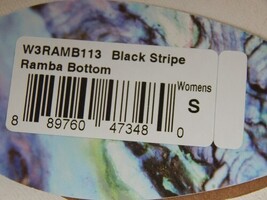 W3RAMB113 Black Stripe
Ramba Bottom
Womens
S
8 89760 47348 0